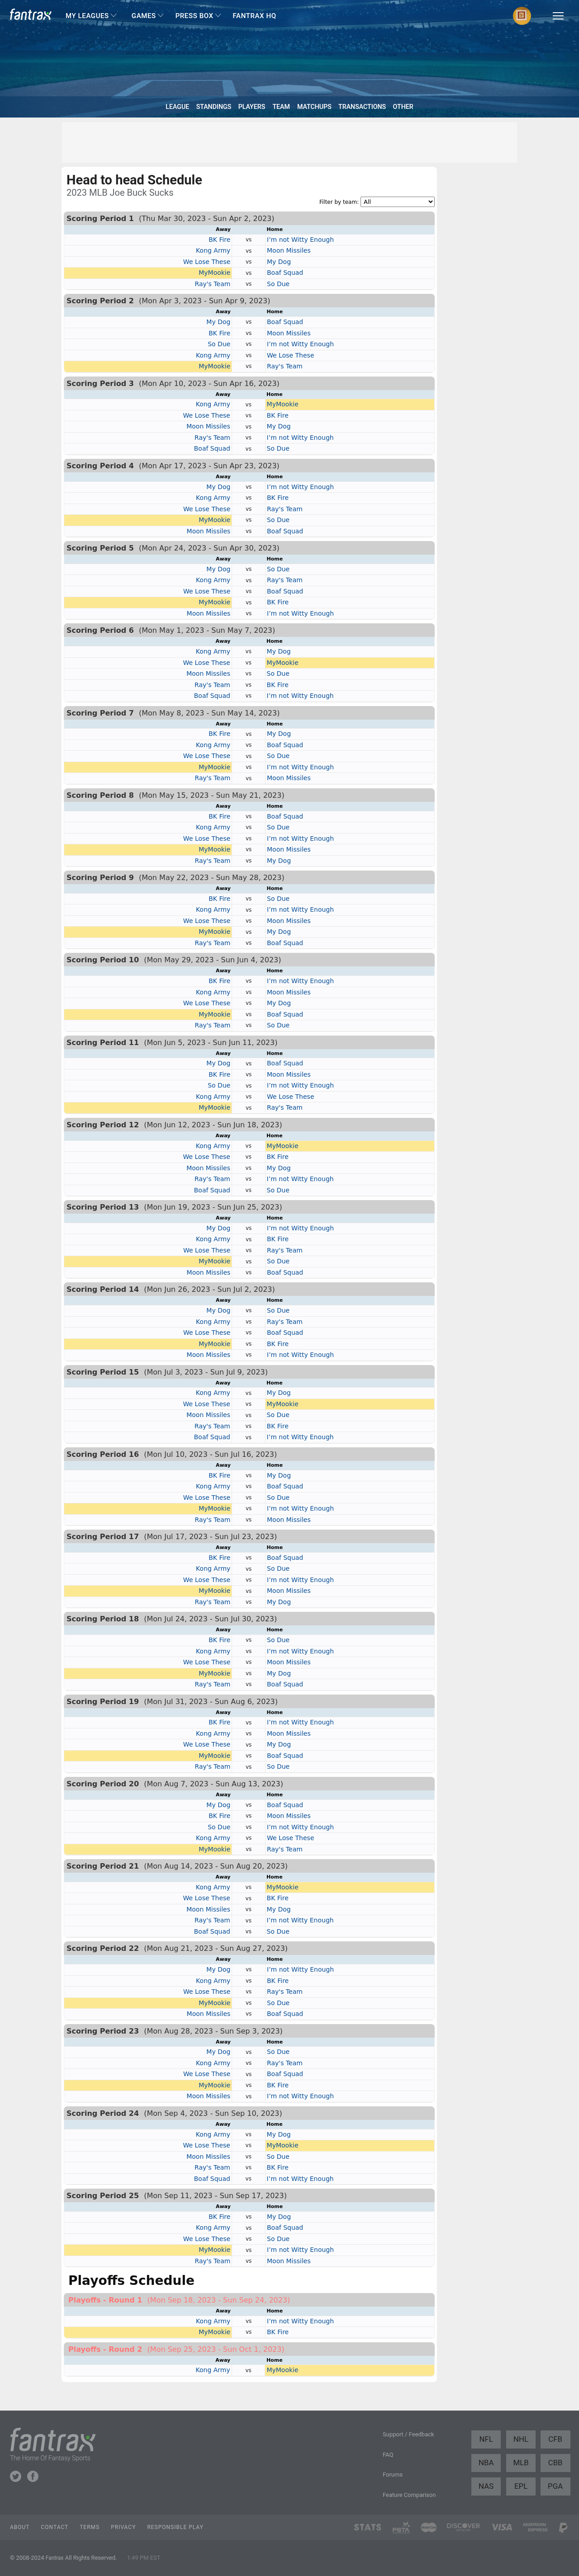 fantrax MY LEAGUES GAMES PRESS BOX FANTRAX HQ
LEAGUE STANDINGS PLAYERS TEAM MATCHUPS TRANSACTIONS OTHER
Head to head Schedule
2023 MLB Joe Buck Sucks
Filter by team: All
Scoring Period 1 (Thu Mar 30, 2023 - Sun Apr 2, 2023)
Away Home
BK Fire vs I'm not Witty Enough
Kong Army vs Moon Missiles
We Lose These vs My Dog
MyMookie vs Boaf Squad
Ray's Team vs So Due
Scoring Period 2 (Mon Apr 3, 2023 - Sun Apr 9, 2023)
Away Home
My Dog vs Boaf Squad
BK Fire vs Moon Missiles
So Due vs I'm not Witty Enough
Kong Army vs We Lose These
MyMookie vs Ray's Team
Scoring Period 3 (Mon Apr 10, 2023 - Sun Apr 16, 2023)
Away Home
Kong Army vs MyMookie
We Lose These vs BK Fire
Moon Missiles vs My Dog
Ray's Team vs I'm not Witty Enough
Boaf Squad vs So Due
Scoring Period 4 (Mon Apr 17, 2023 - Sun Apr 23, 2023)
Away Home
My Dog vs I'm not Witty Enough
Kong Army vs BK Fire
We Lose These vs Ray's Team
MyMookie vs So Due
Moon Missiles vs Boaf Squad
Scoring Period 5 (Mon Apr 24, 2023 - Sun Apr 30, 2023)
Away Home
My Dog vs So Due
Kong Army vs Ray's Team
We Lose These vs Boaf Squad
MyMookie vs BK Fire
Moon Missiles vs I'm not Witty Enough
Scoring Period 6 (Mon May 1, 2023 - Sun May 7, 2023)
Away Home
Kong Army vs My Dog
We Lose These vs MyMookie
Moon Missiles vs So Due
Ray's Team vs BK Fire
Boaf Squad vs I'm not Witty Enough
Scoring Period 7 (Mon May 8, 2023 - Sun May 14, 2023)
Away Home
BK Fire vs My Dog
Kong Army vs Boaf Squad
We Lose These vs So Due
MyMookie vs I'm not Witty Enough
Ray's Team vs Moon Missiles
Scoring Period 8 (Mon May 15, 2023 - Sun May 21, 2023)
Away Home
BK Fire vs Boaf Squad
Kong Army vs So Due
We Lose These vs I'm not Witty Enough
MyMookie vs Moon Missiles
Ray's Team vs My Dog
Scoring Period 9 (Mon May 22, 2023 - Sun May 28, 2023)
Away Home
BK Fire vs So Due
Kong Army vs I'm not Witty Enough
We Lose These vs Moon Missiles
MyMookie vs My Dog
Ray's Team vs Boaf Squad
Scoring Period 10 (Mon May 29, 2023 - Sun Jun 4, 2023)
Away Home
BK Fire vs I'm not Witty Enough
Kong Army vs Moon Missiles
We Lose These vs My Dog
MyMookie vs Boaf Squad
Ray's Team vs So Due
Scoring Period 11 (Mon Jun 5, 2023 - Sun Jun 11, 2023)
Away Home
My Dog vs Boaf Squad
BK Fire vs Moon Missiles
So Due vs I'm not Witty Enough
Kong Army vs We Lose These
MyMookie vs Ray's Team
Scoring Period 12 (Mon Jun 12, 2023 - Sun Jun 18, 2023)
Away Home
Kong Army vs MyMookie
We Lose These vs BK Fire
Moon Missiles vs My Dog
Ray's Team vs I'm not Witty Enough
Boaf Squad vs So Due
Scoring Period 13 (Mon Jun 19, 2023 - Sun Jun 25, 2023)
Away Home
My Dog vs I'm not Witty Enough
Kong Army vs BK Fire
We Lose These vs Ray's Team
MyMookie vs So Due
Moon Missiles vs Boaf Squad
Scoring Period 14 (Mon Jun 26, 2023 - Sun Jul 2, 2023)
Away Home
My Dog vs So Due
Kong Army vs Ray's Team
We Lose These vs Boaf Squad
MyMookie vs BK Fire
Moon Missiles vs I'm not Witty Enough
Scoring Period 15 (Mon Jul 3, 2023 - Sun Jul 9, 2023)
Away Home
Kong Army vs My Dog
We Lose These vs MyMookie
Moon Missiles vs So Due
Ray's Team vs BK Fire
Boaf Squad vs I'm not Witty Enough
Scoring Period 16 (Mon Jul 10, 2023 - Sun Jul 16, 2023)
Away Home
BK Fire vs My Dog
Kong Army vs Boaf Squad
We Lose These vs So Due
MyMookie vs I'm not Witty Enough
Ray's Team vs Moon Missiles
Scoring Period 17 (Mon Jul 17, 2023 - Sun Jul 23, 2023)
Away Home
BK Fire vs Boaf Squad
Kong Army vs So Due
We Lose These vs I'm not Witty Enough
MyMookie vs Moon Missiles
Ray's Team vs My Dog
Scoring Period 18 (Mon Jul 24, 2023 - Sun Jul 30, 2023)
Away Home
BK Fire vs So Due
Kong Army vs I'm not Witty Enough
We Lose These vs Moon Missiles
MyMookie vs My Dog
Ray's Team vs Boaf Squad
Scoring Period 19 (Mon Jul 31, 2023 - Sun Aug 6, 2023)
Away Home
BK Fire vs I'm not Witty Enough
Kong Army vs Moon Missiles
We Lose These vs My Dog
MyMookie vs Boaf Squad
Ray's Team vs So Due
Scoring Period 20 (Mon Aug 7, 2023 - Sun Aug 13, 2023)
Away Home
My Dog vs Boaf Squad
BK Fire vs Moon Missiles
So Due vs I'm not Witty Enough
Kong Army vs We Lose These
MyMookie vs Ray's Team
Scoring Period 21 (Mon Aug 14, 2023 - Sun Aug 20, 2023)
Away Home
Kong Army vs MyMookie
We Lose These vs BK Fire
Moon Missiles vs My Dog
Ray's Team vs I'm not Witty Enough
Boaf Squad vs So Due
Scoring Period 22 (Mon Aug 21, 2023 - Sun Aug 27, 2023)
Away Home
My Dog vs I'm not Witty Enough
Kong Army vs BK Fire
We Lose These vs Ray's Team
MyMookie vs So Due
Moon Missiles vs Boaf Squad
Scoring Period 23 (Mon Aug 28, 2023 - Sun Sep 3, 2023)
Away Home
My Dog vs So Due
Kong Army vs Ray's Team
We Lose These vs Boaf Squad
MyMookie vs BK Fire
Moon Missiles vs I'm not Witty Enough
Scoring Period 24 (Mon Sep 4, 2023 - Sun Sep 10, 2023)
Away Home
Kong Army vs My Dog
We Lose These vs MyMookie
Moon Missiles vs So Due
Ray's Team vs BK Fire
Boaf Squad vs I'm not Witty Enough
Scoring Period 25 (Mon Sep 11, 2023 - Sun Sep 17, 2023)
Away Home
BK Fire vs My Dog
Kong Army vs Boaf Squad
We Lose These vs So Due
MyMookie vs I'm not Witty Enough
Ray's Team vs Moon Missiles
Playoffs Schedule
Playoffs - Round 1 (Mon Sep 18, 2023 - Sun Sep 24, 2023)
Away Home
Kong Army vs I'm not Witty Enough
MyMookie vs BK Fire
Playoffs - Round 2 (Mon Sep 25, 2023 - Sun Oct 1, 2023)
Away Home
Kong Army vs MyMookie
fantrax
The Home Of Fantasy Sports
Support / Feedback
FAQ
Forums
Feature Comparison
NFL NHL CFB
NBA MLB CBB
NAS EPL PGA
ABOUT CONTACT TERMS PRIVACY RESPONSIBLE PLAY
STATS DISCOVER VISA
© 2008-2024 Fantrax All Rights Reserved.